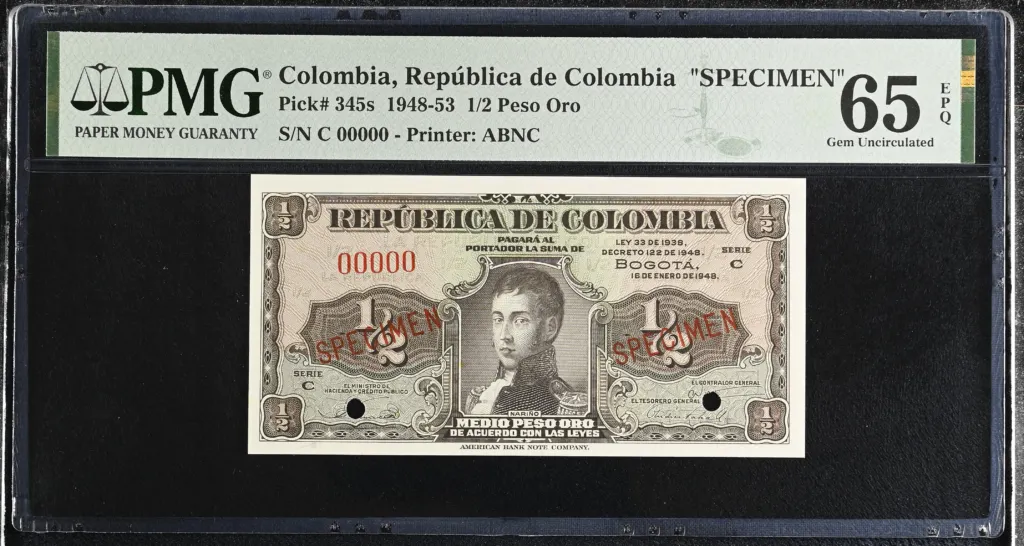 PMG®
PAPER MONEY GUARANTY
Colombia, República de Colombia "SPECIMEN"
Pick# 345s 1948-53 1/2 Peso Oro
S/N C 00000 - Printer: ABNC
65
EPQ
Gem Uncirculated
LA
REPÚBLICA DE COLOMBIA
1/2
1/2
PAGARÁ AL
PORTADOR LA SUMA DE
LEY 33 DE 1938.
DECRETO 122 DE 1948.
BOGOTÁ,
16 DE ENERO DE 1948.
SERIE
C
00000
1/2
1/2
SPECIMEN
SPECIMEN
SERIE
C
EL MINISTRO DE
HACIENDA Y CRÉDITO PÚBLICO
EL CONTRALOR GENERAL
EL TESORERO GENERAL
1/2
1/2
NARIÑO
MEDIO PESO ORO
DE ACUERDO CON LAS LEYES
AMERICAN BANK NOTE COMPANY.